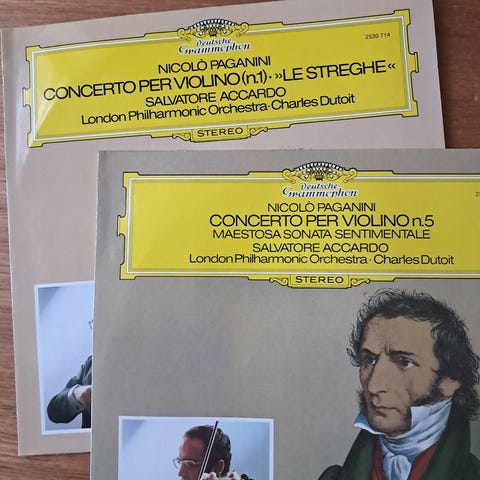 Deutsche
Grammophon
2530 714
NICOLÒ PAGANINI
CONCERTO PER VIOLINO (n.1)·»LE STREGHE«
SALVATORE ACCARDO
London Philharmonic Orchestra·Charles Dutoit
STEREO
Deutsche
Grammophon
NICOLÒ PAGANINI
CONCERTO PER VIOLINO n.5
MAESTOSA SONATA SENTIMENTALE
SALVATORE ACCARDO
London Philharmonic Orchestra · Charles Dutoit
STEREO